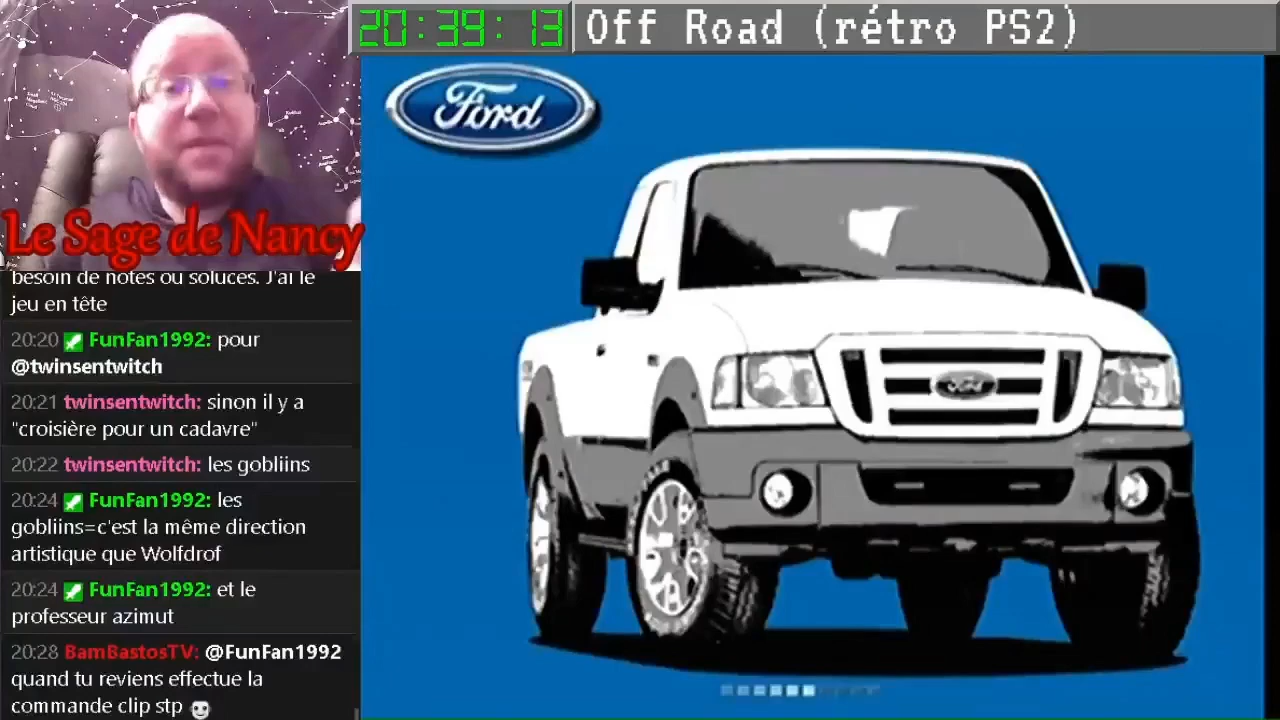 20:39:13
Off Road (rétro PS2)
Ford
Le Sage de Nancy
besoin de notes ou soluces. J'ai le
jeu en tête
20:20 FunFan1992: pour
@twinsentwitch
20:21 twinsentwitch: sinon il y a
"croisière pour un cadavre"
20:22 twinsentwitch: les gobliins
20:24 FunFan1992: les
gobliins=c'est la même direction
artistique que Wolfdrof
20:24 FunFan1992: et le
professeur azimut
20:28 BamBastosTV: @FunFan1992
quand tu reviens effectue la
commande clip stp
Ford